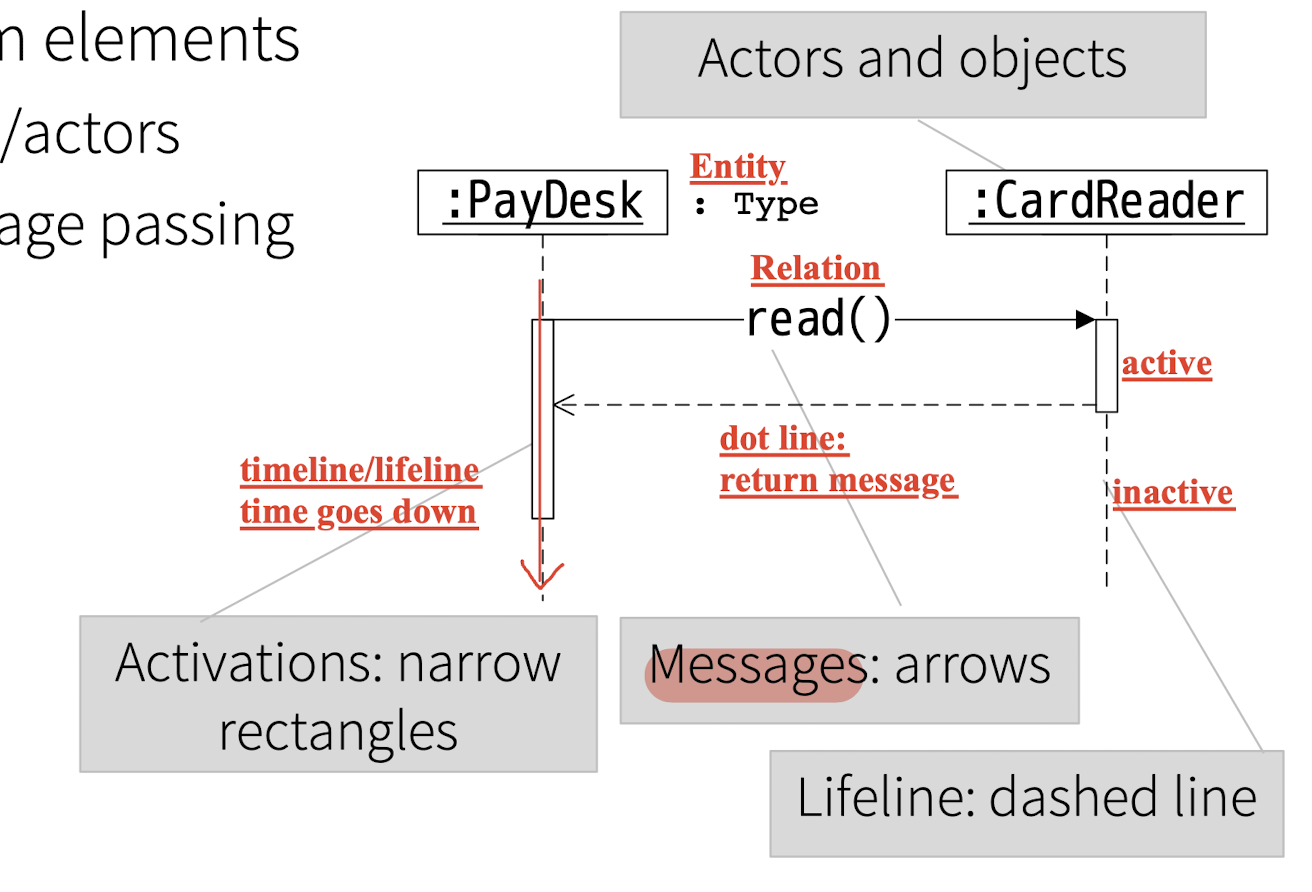 m elements
/actors
age passing
Actors and objects
:PayDesk
Entity
: Type
:CardReader
Relation
read()
active
dot line:
return message
timeline/lifeline
time goes down
inactive
Activations: narrow
rectangles
Messages: arrows
Lifeline: dashed line